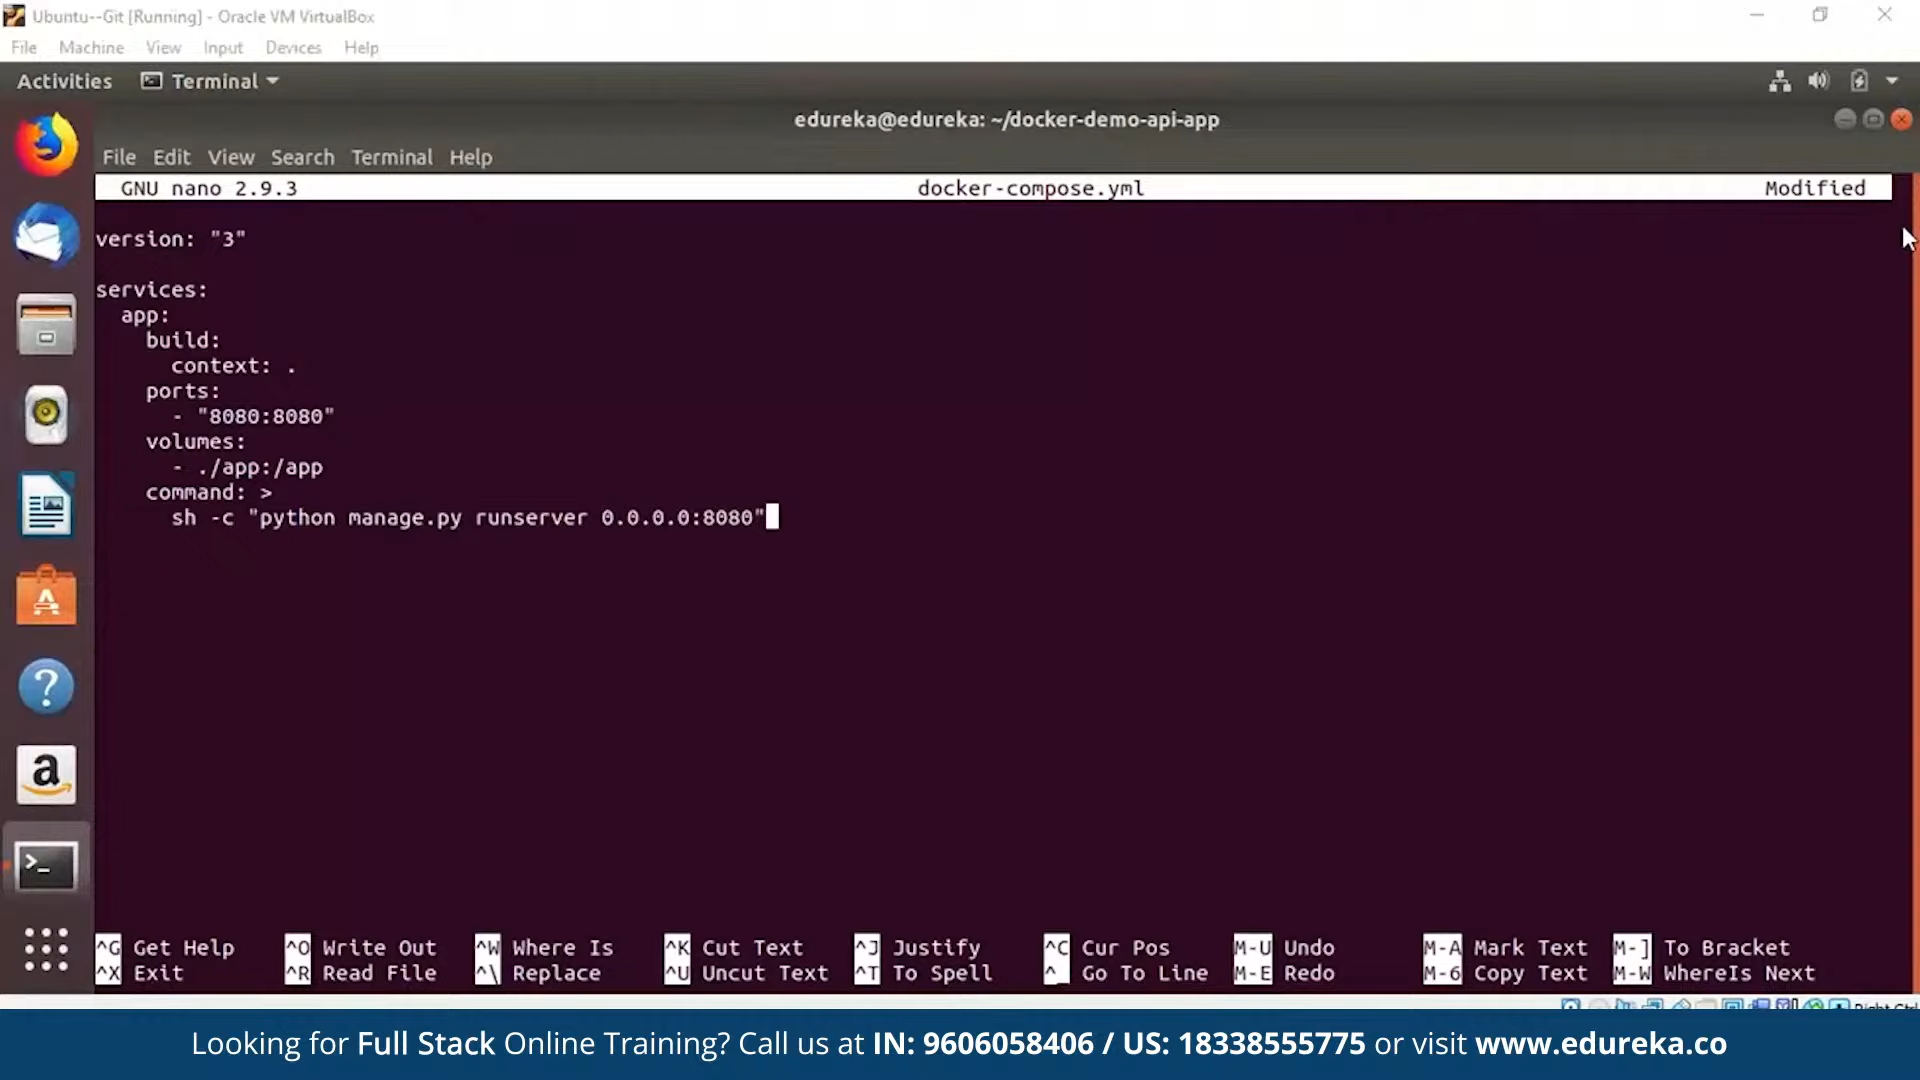 Ubuntu--Git [Running] - Oracle VM VirtualBox
File Machine View Input Devices Help
Activities Terminal
edureka@edureka: ~/docker-demo-api-app
File Edit View Search Terminal Help
GNU nano 2.9.3 docker-compose.yml Modified
version: "3"
services:
  app:
    build:
      context: .
    ports:
      - "8080:8080"
    volumes:
      - ./app:/app
    command: >
      sh -c "python manage.py runserver 0.0.0.0:8080"
^G Get Help ^O Write Out ^W Where Is ^K Cut Text ^J Justify ^C Cur Pos M-U Undo M-A Mark Text M-] To Bracket
^X Exit ^R Read File ^\ Replace ^U Uncut Text ^T To Spell ^_ Go To Line M-E Redo M-6 Copy Text M-W WhereIs Next
Right Ctrl
Looking for Full Stack Online Training? Call us at IN: 9606058406 / US: 18338555775 or visit www.edureka.co